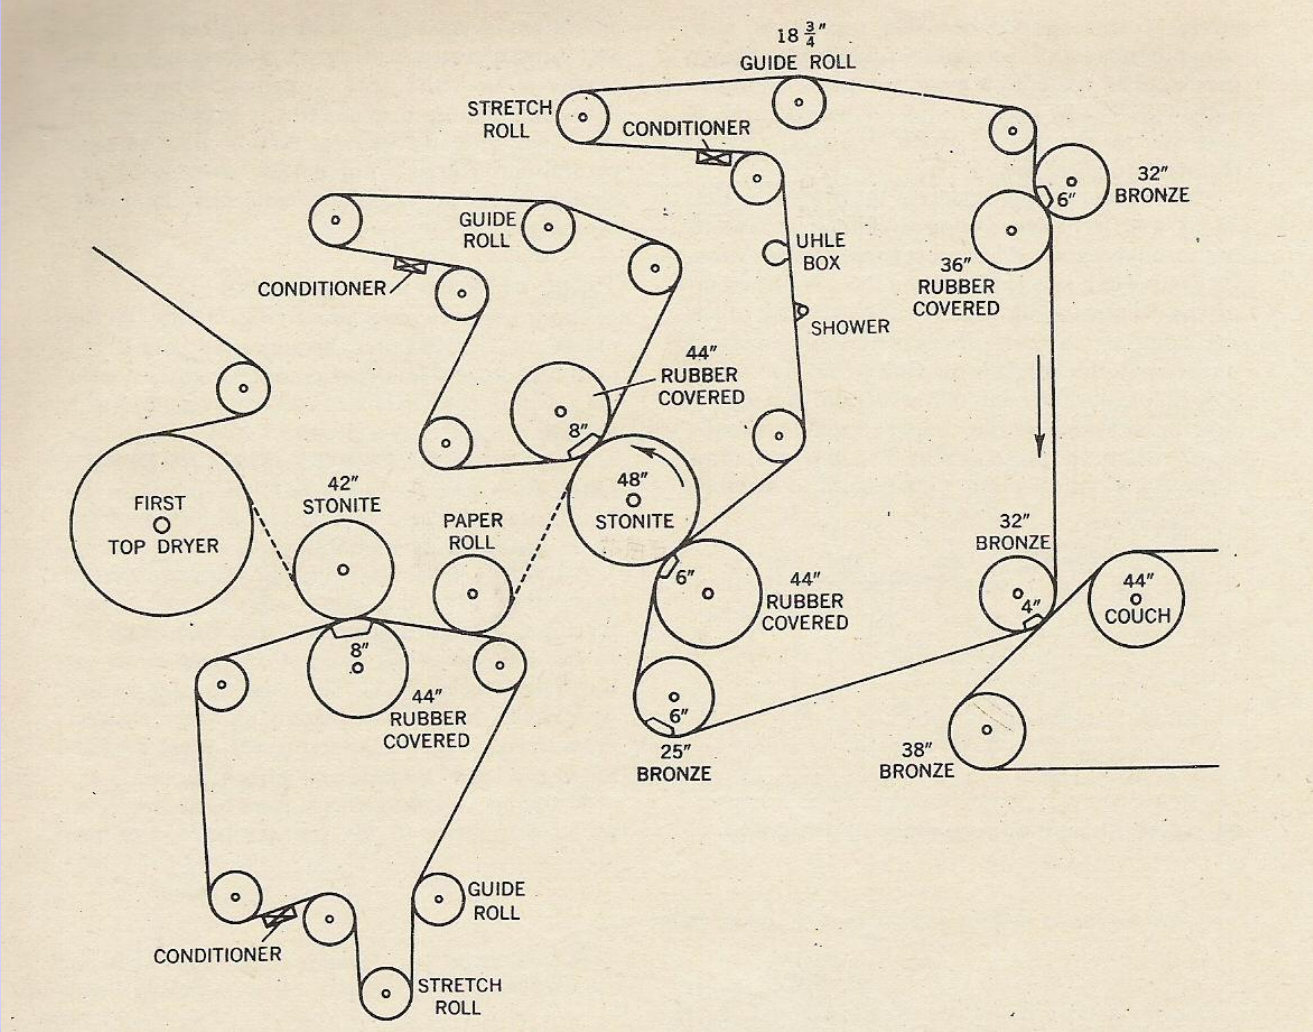 18 3/4"
GUIDE ROLL
STRETCH
ROLL
CONDITIONER
32"
BRONZE
6"
GUIDE
ROLL
UHLE
BOX
36"
RUBBER
COVERED
CONDITIONER
SHOWER
44"
RUBBER
COVERED
8"
48"
STONITE
FIRST
TOP DRYER
42"
STONITE
PAPER
ROLL
32"
BRONZE
6"
44"
RUBBER
COVERED
4"
44"
COUCH
8"
44"
RUBBER
COVERED
6"
25"
BRONZE
38"
BRONZE
GUIDE
ROLL
CONDITIONER
STRETCH
ROLL